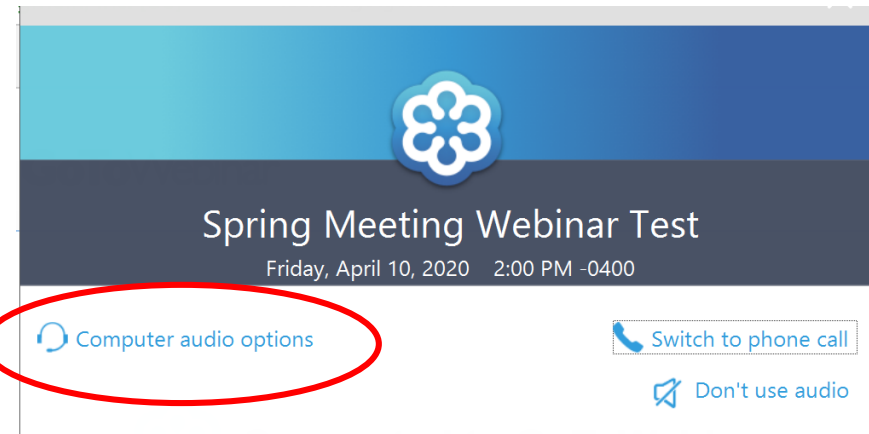 Spring Meeting Webinar Test
Friday, April 10, 2020 2:00 PM -0400
Computer audio options
Switch to phone call
Don't use audio